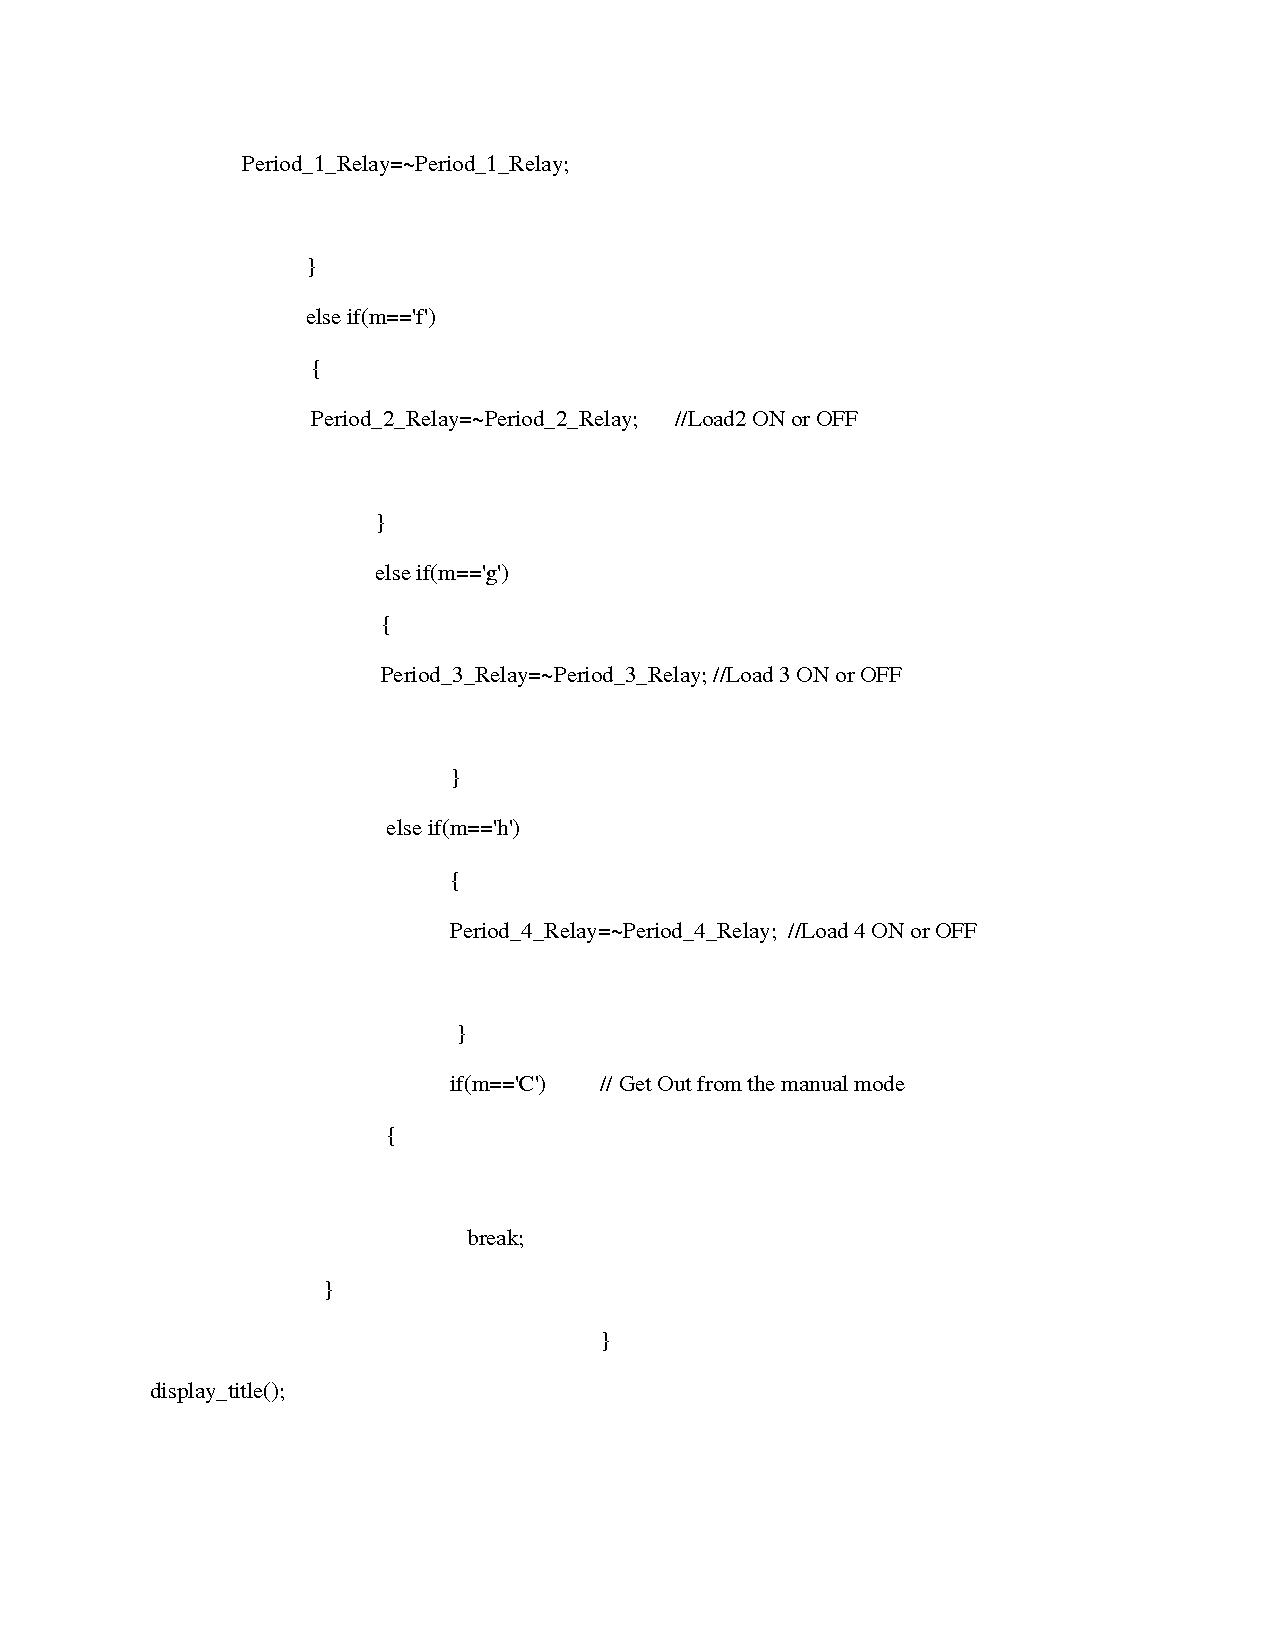 Period_1_Relay=~Period_1_Relay;
}
else if(m=='f')
{
Period_2_Relay=~Period_2_Relay; //Load2 ON or OFF
}
else if(m=='g')
{
Period_3_Relay=~Period_3_Relay; //Load 3 ON or OFF
}
else if(m=='h')
{
Period_4_Relay=~Period_4_Relay; //Load 4 ON or OFF
}
if(m=='C') // Get Out from the manual mode
{
break;
}
}
display_title();